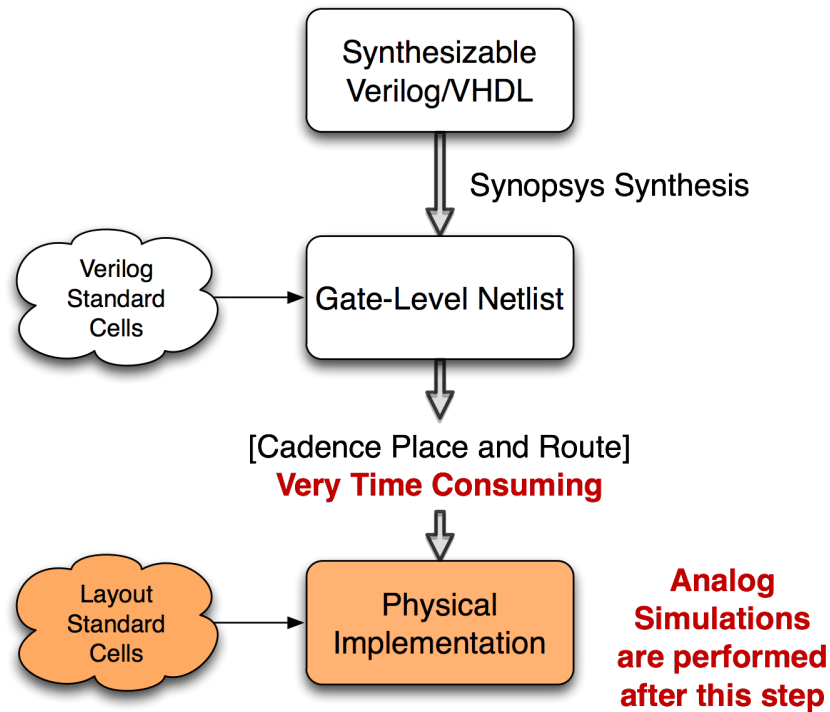 Synthesizable
Verilog/VHDL
Synopsys Synthesis
Verilog
Standard
Cells
Gate-Level Netlist
[Cadence Place and Route]
Very Time Consuming
Layout
Standard
Cells
Physical
Implementation
Analog
Simulations
are performed
after this step